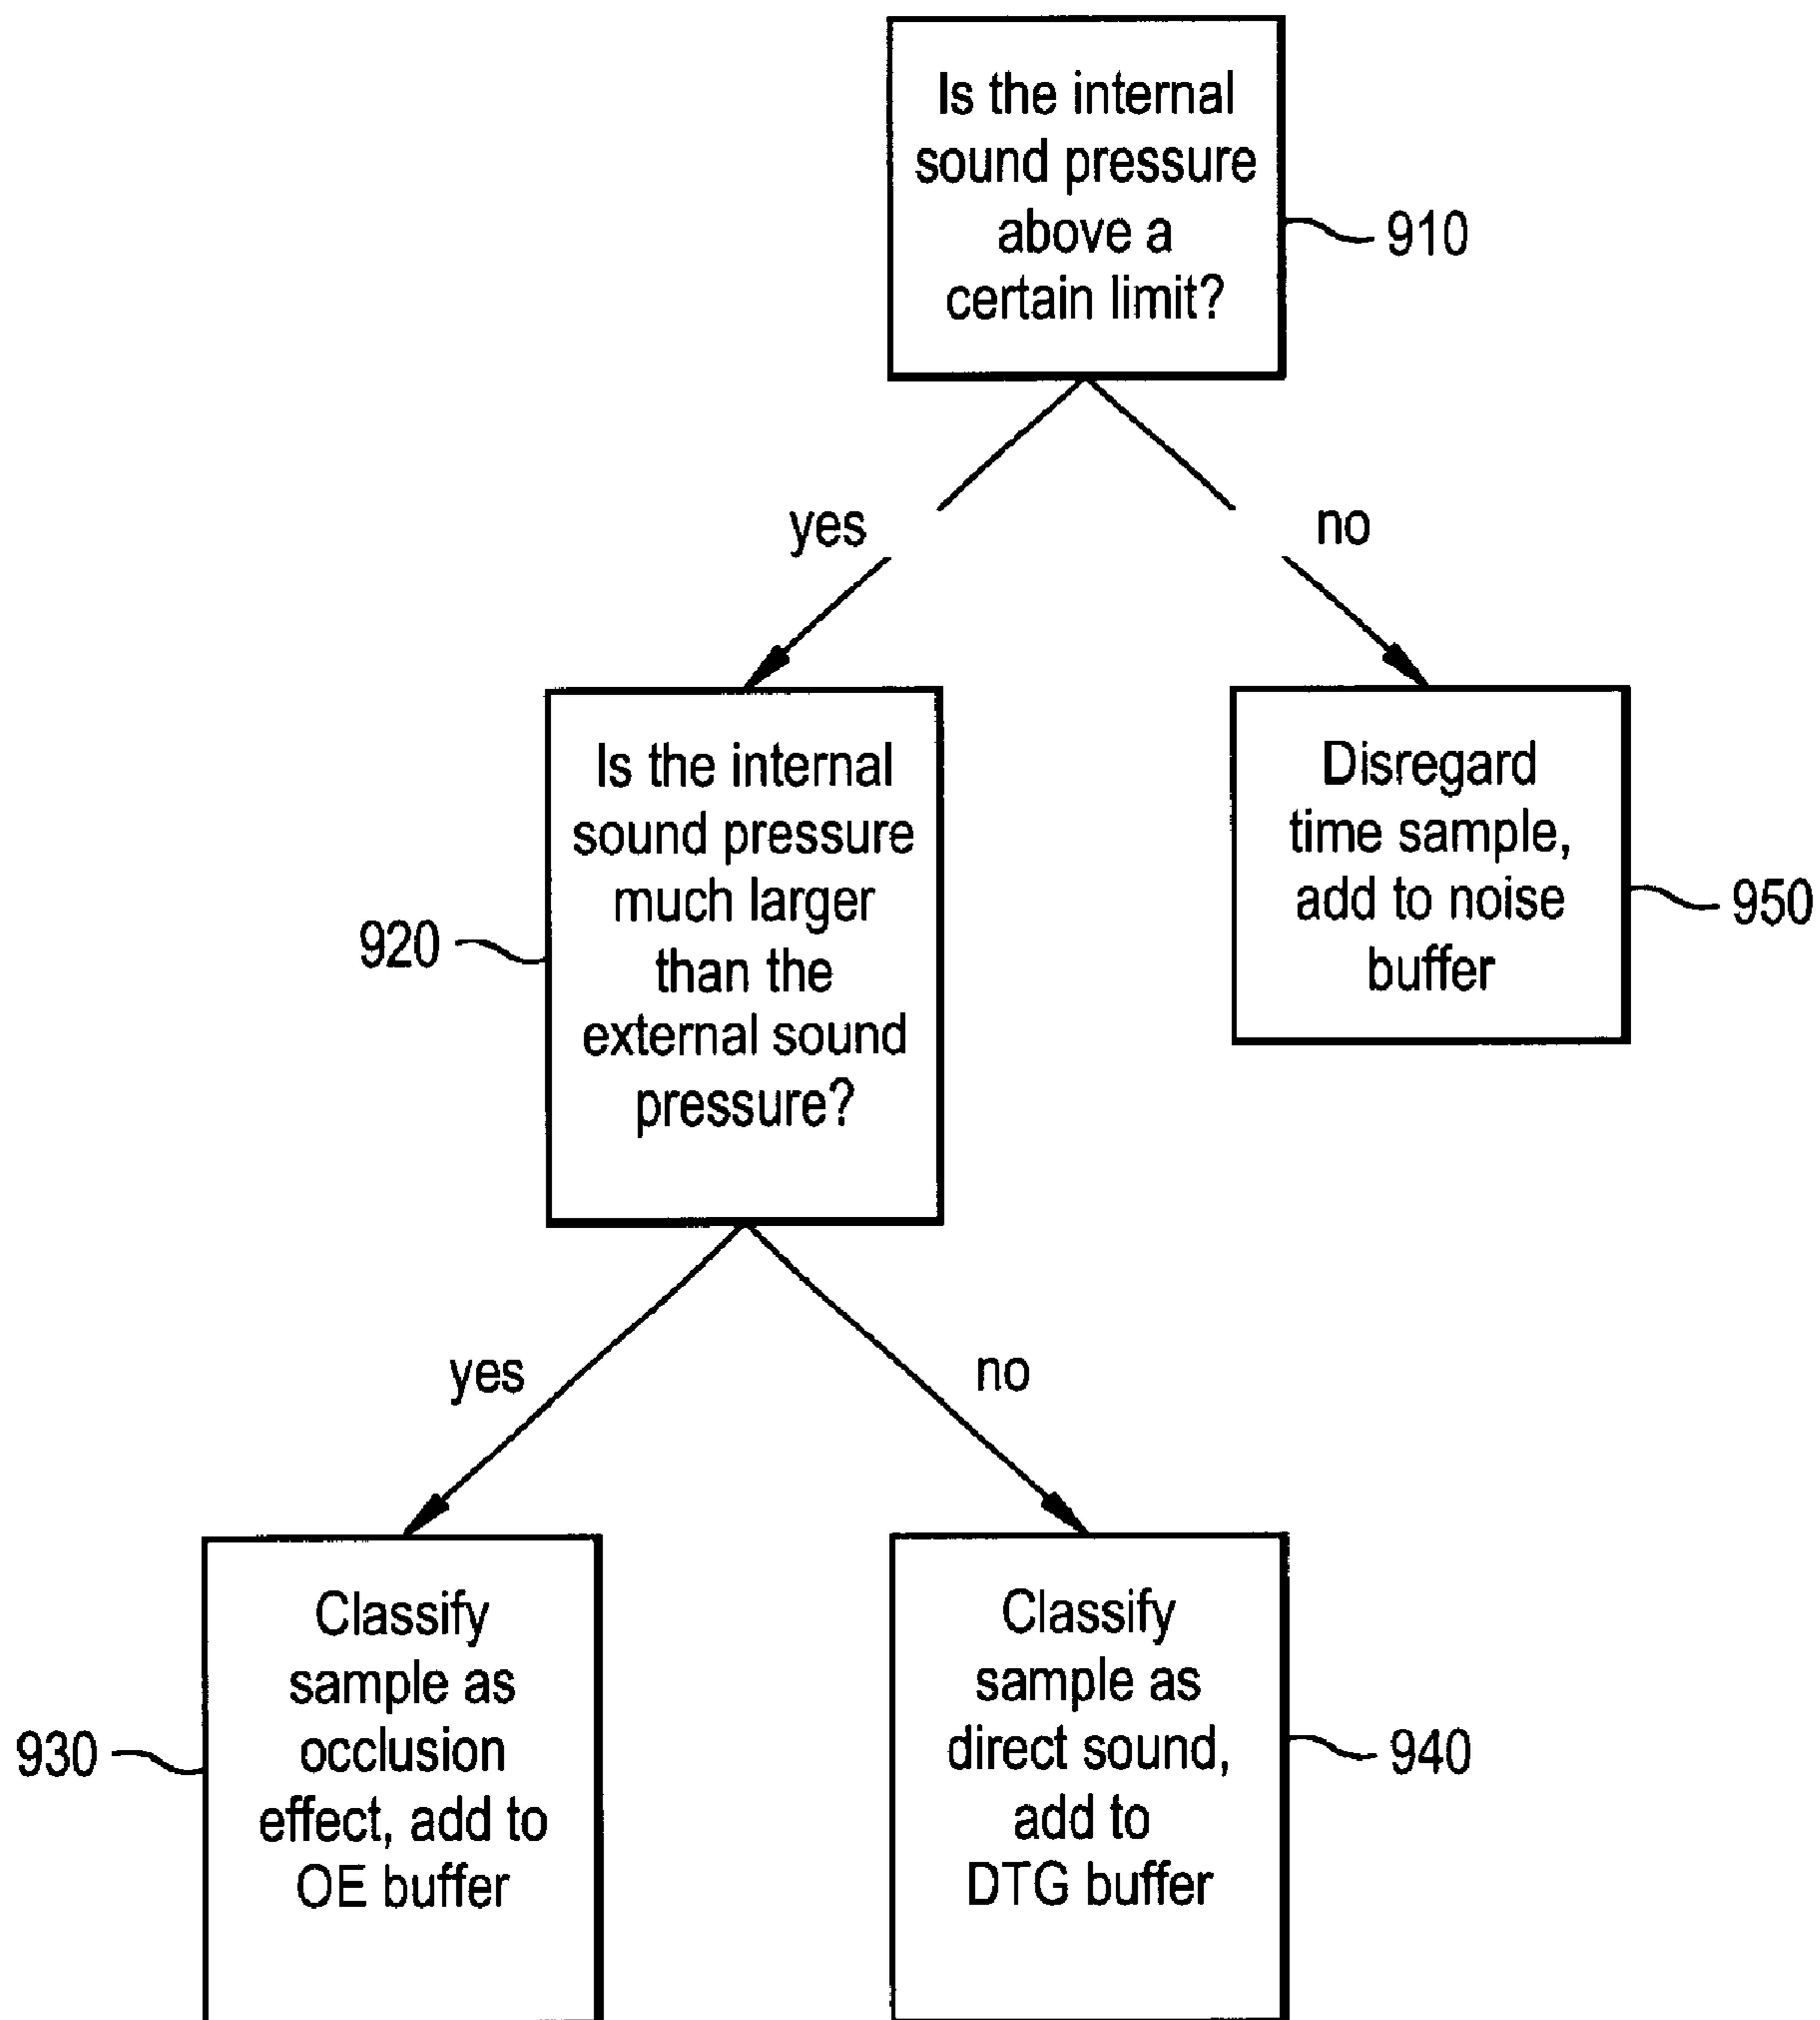 Is the internal
sound pressure
above a
certain limit?
910
yes
no
Is the internal
sound pressure
much larger
than the
external sound
pressure?
920
Disregard
time sample,
add to noise
buffer
950
yes
no
Classify
sample as
occlusion
effect, add to
OE buffer
930
Classify
sample as
direct sound,
add to
DTG buffer
940